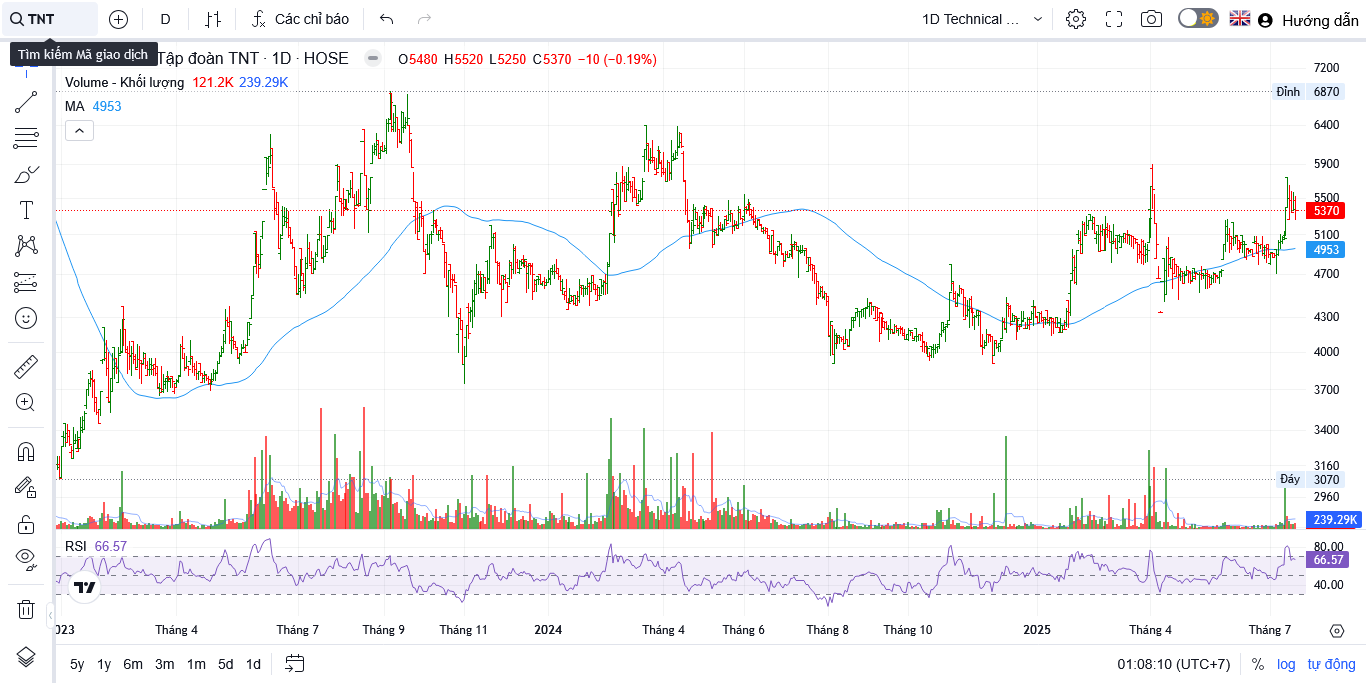 TNT D Các chỉ báo 1D Technical ... Hướng dẫn
Tìm kiếm Mã giao dịch
Tập đoàn TNT · 1D · HOSE O5480 H5520 L5250 C5370 −10 (−0.19%)
Volume - Khối lượng 121.2K 239.29K
MA 4953
7200
Đỉnh 6870
6400
5900
5500
5370
5100
4953
4700
4300
4000
3700
3400
3160
Đáy 3070
2960
239.29K
RSI 66.57
80.00
66.57
40.00
023 Tháng 4 Tháng 7 Tháng 9 Tháng 11 2024 Tháng 4 Tháng 6 Tháng 8 Tháng 10 2025 Tháng 4 Tháng 7
5y 1y 6m 3m 1m 5d 1d 01:08:10 (UTC+7) % log tự động